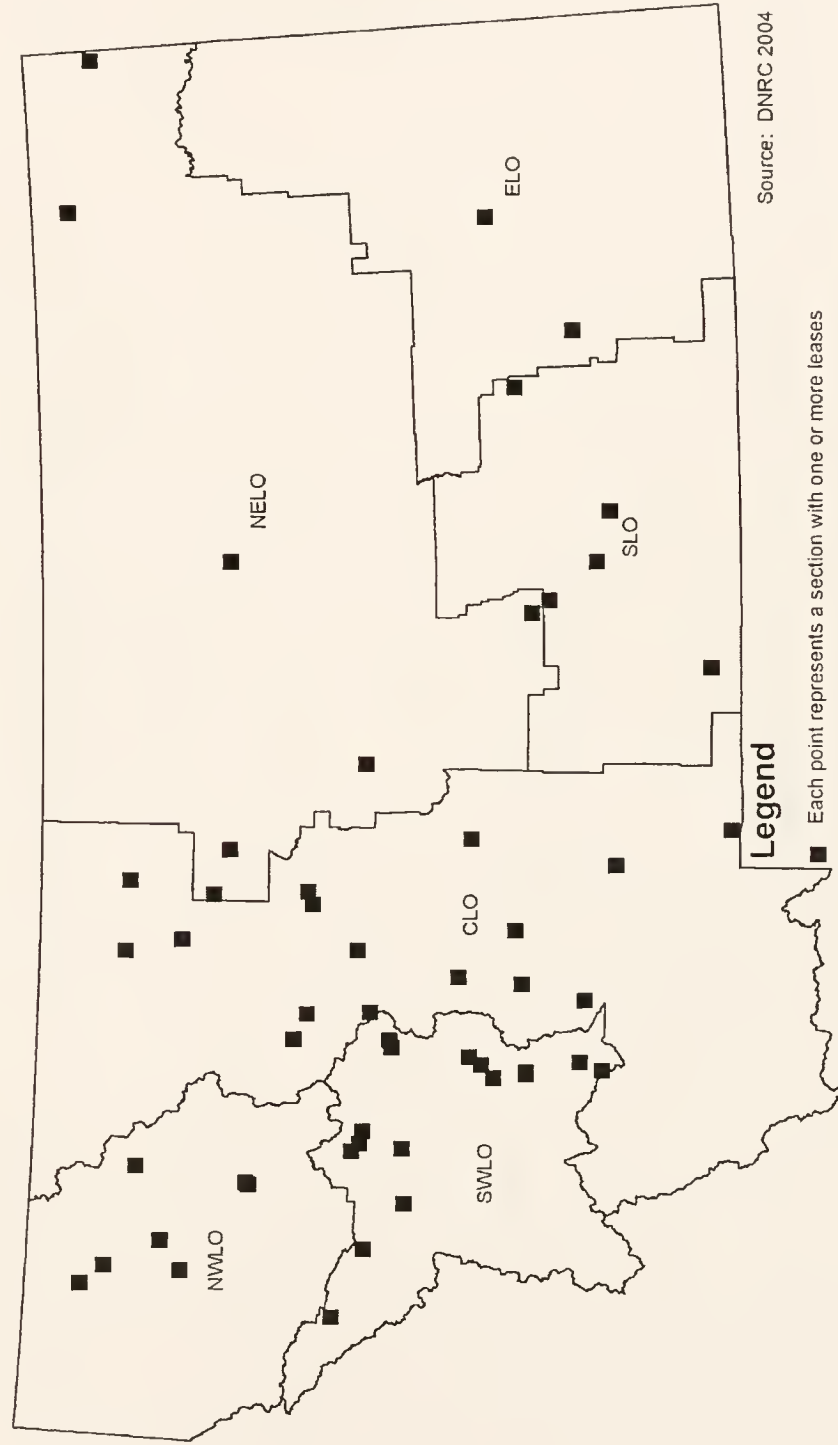 NWLO
SWLO
CLO
NELO
SLO
ELO
Legend
Each point represents a section with one or more leases
Source: DNRC 2004